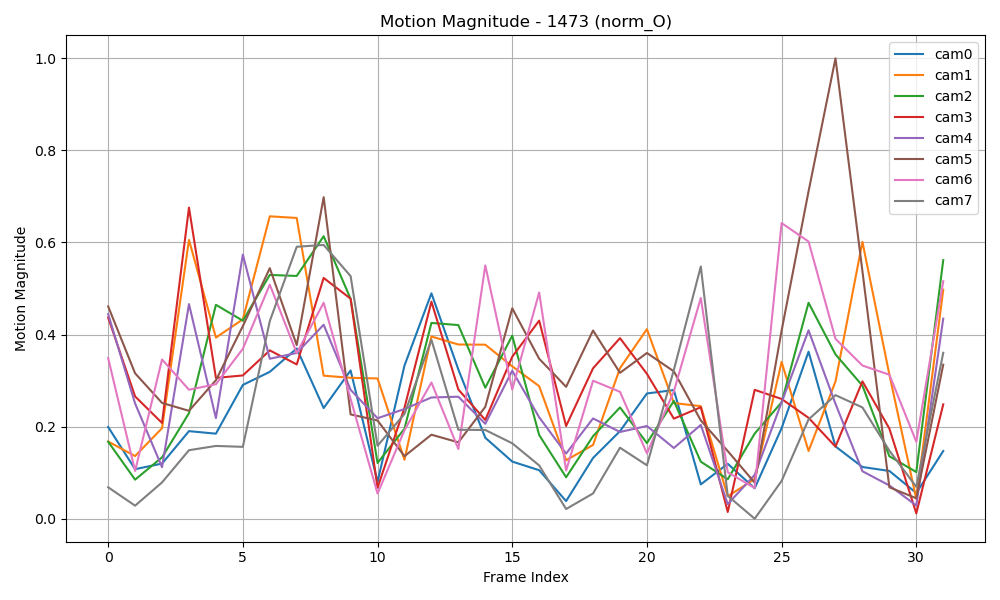 Motion Magnitude - 1473 (norm_O)
Motion Magnitude
1.0
0.8
0.6
0.4
0.2
0.0
cam0
cam1
cam2
cam3
cam4
cam5
cam6
cam7
0 5 10 15 20 25 30
Frame Index